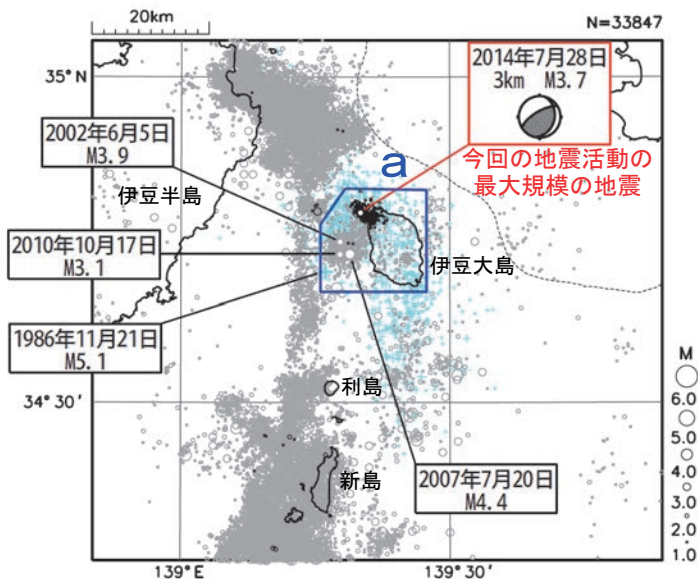 20km
N=33847
35°N
2014年7月28日
3km M3.7
今回の地震活動の
最大規模の地震
2002年6月5日
M3.9
a
伊豆半島
2010年10月17日
M3.1
伊豆大島
1986年11月21日
M5.1
M
6.0
5.0
4.0
3.0
2.0
1.0
利島
34°30'
新島
2007年7月20日
M4.4
139°E
139°30'